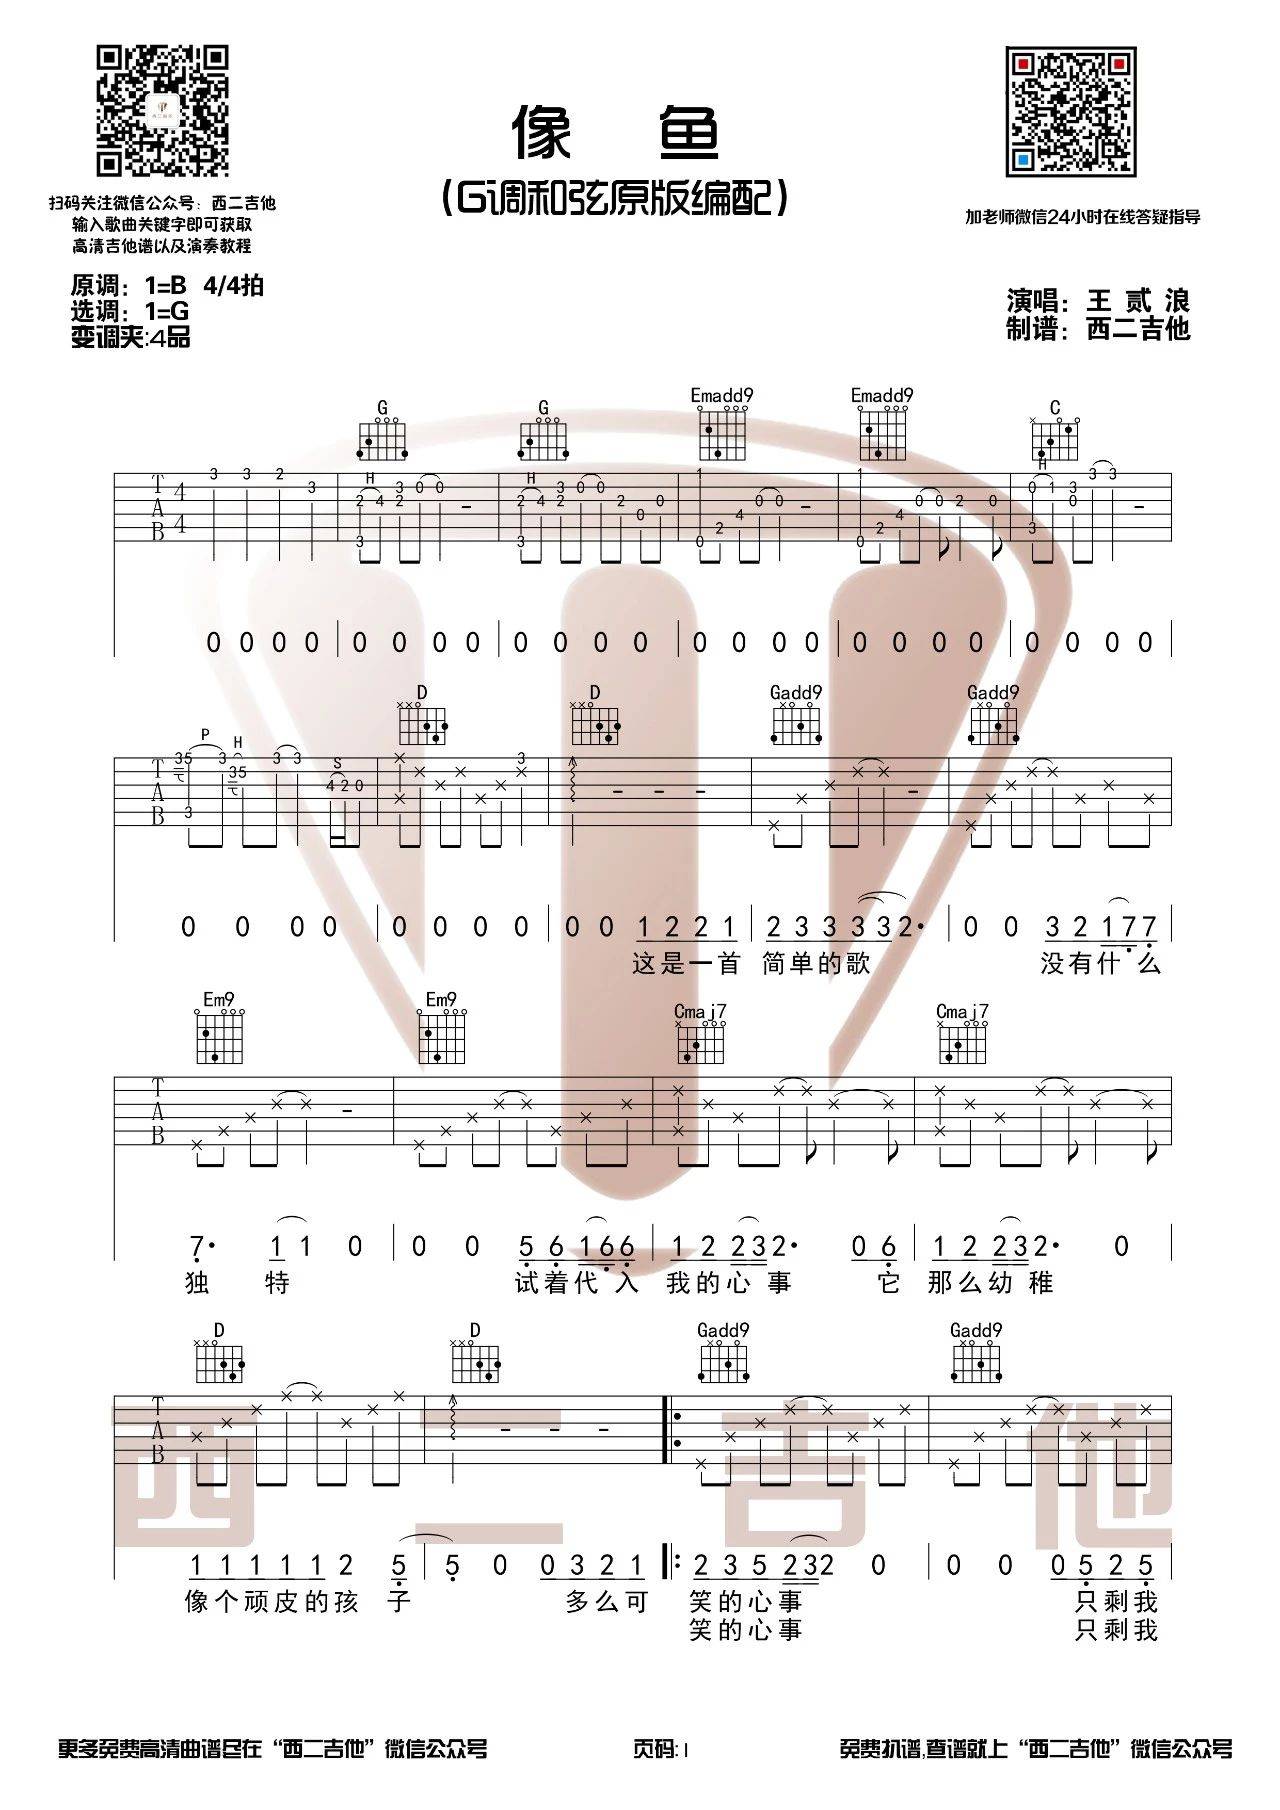 像 鱼
(G调和弦原版编配)
扫码关注微信公众号：西二吉他
输入歌曲关键字即可获取
高清吉他谱以及演奏教程
加老师微信24小时在线答疑指导
原调：1=B 4/4拍
选调：1=G
变调夹:4品
演唱：王 贰 浪
制谱：西二吉他
G G Emadd9 Emadd9 C
H H H
T 4
A 4
B
3 3 2 3
0 0 0 0 0 0 0 0 0 0 0 0 0 0 0 0 0 0 0 0 0 0 0 0
D D Gadd9 Gadd9
P H S
T
A
B
0 0 0 0 0 0 0 0 0 0 1 2 2 1 2 3 3 3 3 2· 0 0 3 2 1 7 7
这是一首 简单的歌 没有什么
Em9 Em9 Cmaj7 Cmaj7
T
A
B
7· 1 1 0 0 0 5 6 1 6 6 1 2 2 3 2· 0 6 1 2 2 3 2· 0
独 特 试着代入 我的心事 它 那么幼稚
D D Gadd9 Gadd9
T
A
B
西二吉他
1 1 1 1 1 2 5 5 0 0 3 2 1 2 3 5 2 3 2 0 0 0 0 5 2 5
像个顽皮的孩子 多么可 笑的心事 只剩我
笑的心事 只剩我
更多免费高清曲谱尽在“西二吉他”微信公众号 页码:1 免费扒谱,查谱就上“西二吉他”微信公众号